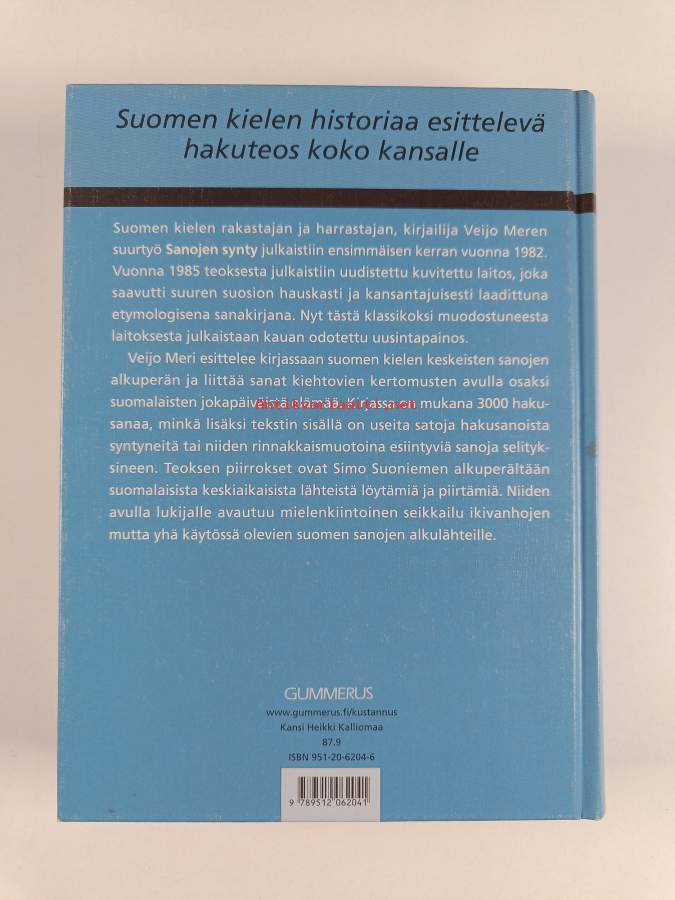 Suomen kielen historiaa esittelevä
hakuteos koko kansalle
Suomen kielen rakastajan ja harrastajan, kirjailija Veijo Meren
suurtyö Sanojen synty julkaistiin ensimmäisen kerran vuonna 1982.
Vuonna 1985 teoksesta julkaistiin uudistettu kuvitettu laitos, joka
saavutti suuren suosion hauskasti ja kansantajuisesti laadittuna
etymologisena sanakirjana. Nyt tästä klassikoksi muodostuneesta
laitoksesta julkaistaan kauan odotettu uusintapainos.
Veijo Meri esittelee kirjassaan suomen kielen keskeisten sanojen
alkuperän ja liittää sanat kiehtovien kertomusten avulla osaksi
suomalaisten jokapäiväistä elämää. Kirjassa on mukana 3000 haku-
sanaa, minkä lisäksi tekstin sisällä on useita satoja hakusanoista
syntyneitä tai niiden rinnakkaismuotoina esiintyviä sanoja selityk-
sineen. Teoksen piirrokset ovat Simo Suoniemen alkuperältään
suomalaisista keskiaikaisista lähteistä löytämiä ja piirtämiä. Niiden
avulla lukijalle avautuu mielenkiintoinen seikkailu ikivanhojen
mutta yhä käytössä olevien suomen sanojen alkulähteille.
GUMMERUS
www.gummerus.fi/kustannus
Kansi Heikki Kalliomaa
87.9
ISBN 951-20-6204-6
9 789512 062041